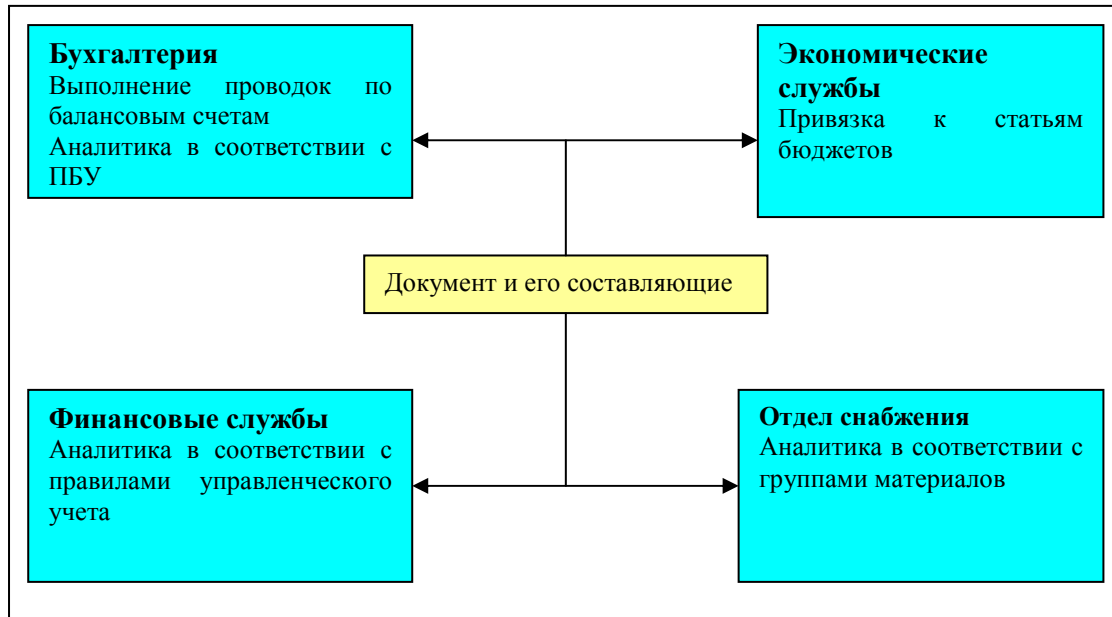 Бухгалтерия
Выполнение проводок по
балансовым счетам
Аналитика в соответствии с
ПБУ
Экономические
службы
Привязка к статьям
бюджетов
Документ и его составляющие
Финансовые службы
Аналитика в соответствии с
правилами управленческого
учета
Отдел снабжения
Аналитика в соответствии с
группами материалов